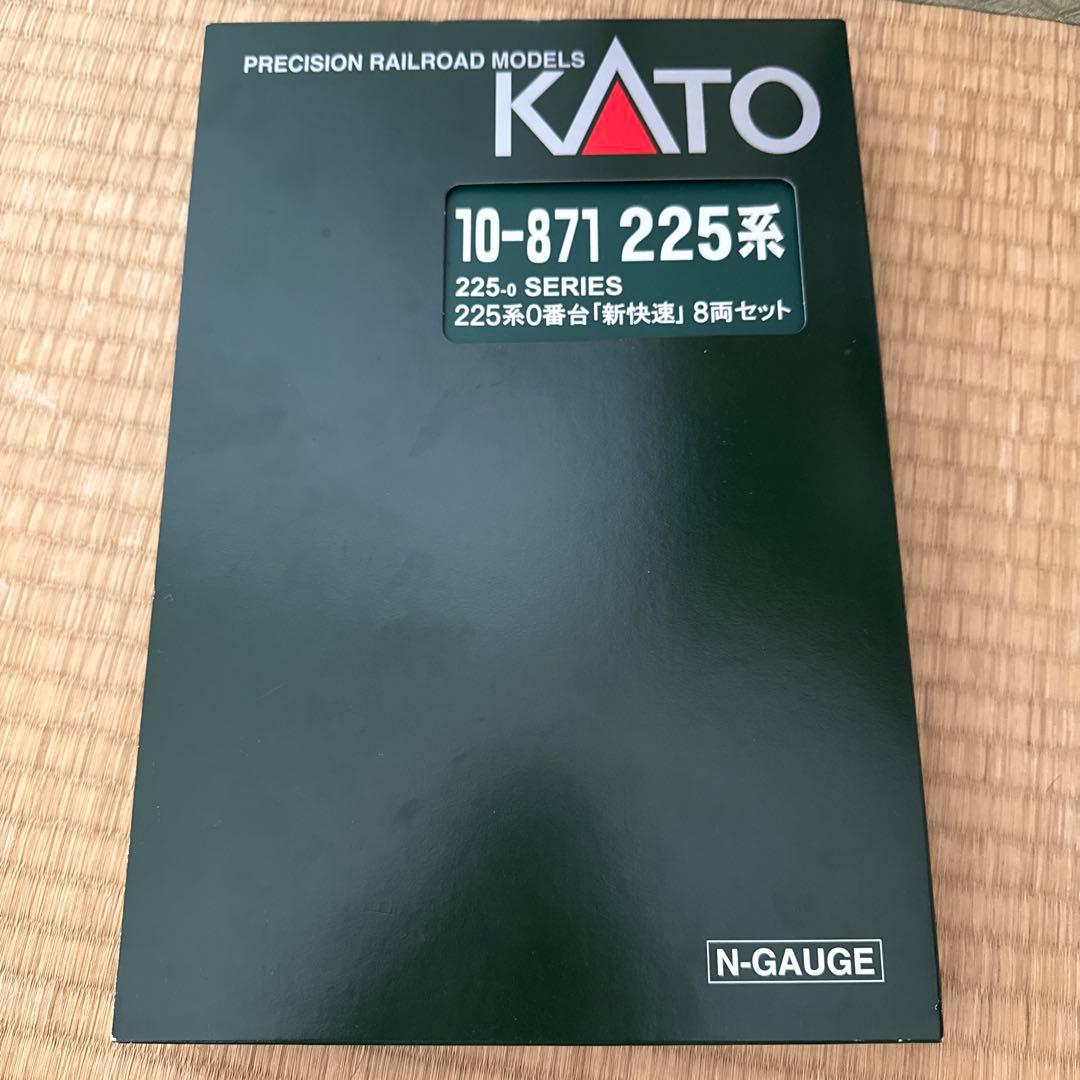 PRECISION RAILROAD MODELS
KATO
10-871 225系
225-0 SERIES
225系0番台「新快速」8両セット
N-GAUGE